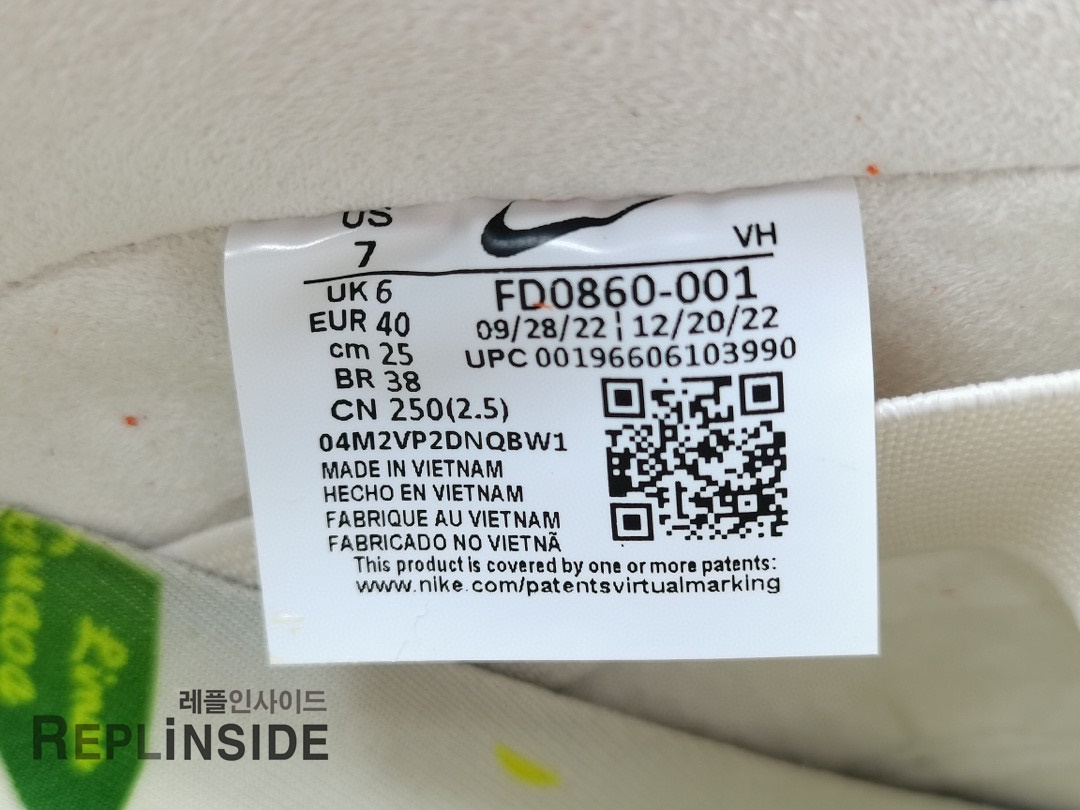 US
7
VH
UK 6
EUR 40
cm 25
BR 38
CN 250(2.5)
FD0860-001
09/28/22 ¦ 12/20/22
UPC 00196606103990
04M2VP2DNQBW1
MADE IN VIETNAM
HECHO EN VIETNAM
FABRIQUE AU VIETNAM
FABRICADO NO VIETNÃ
This product is covered by one or more patents:
www.nike.com/patentsvirtualmarking
레플인사이드
REPLiNSIDE